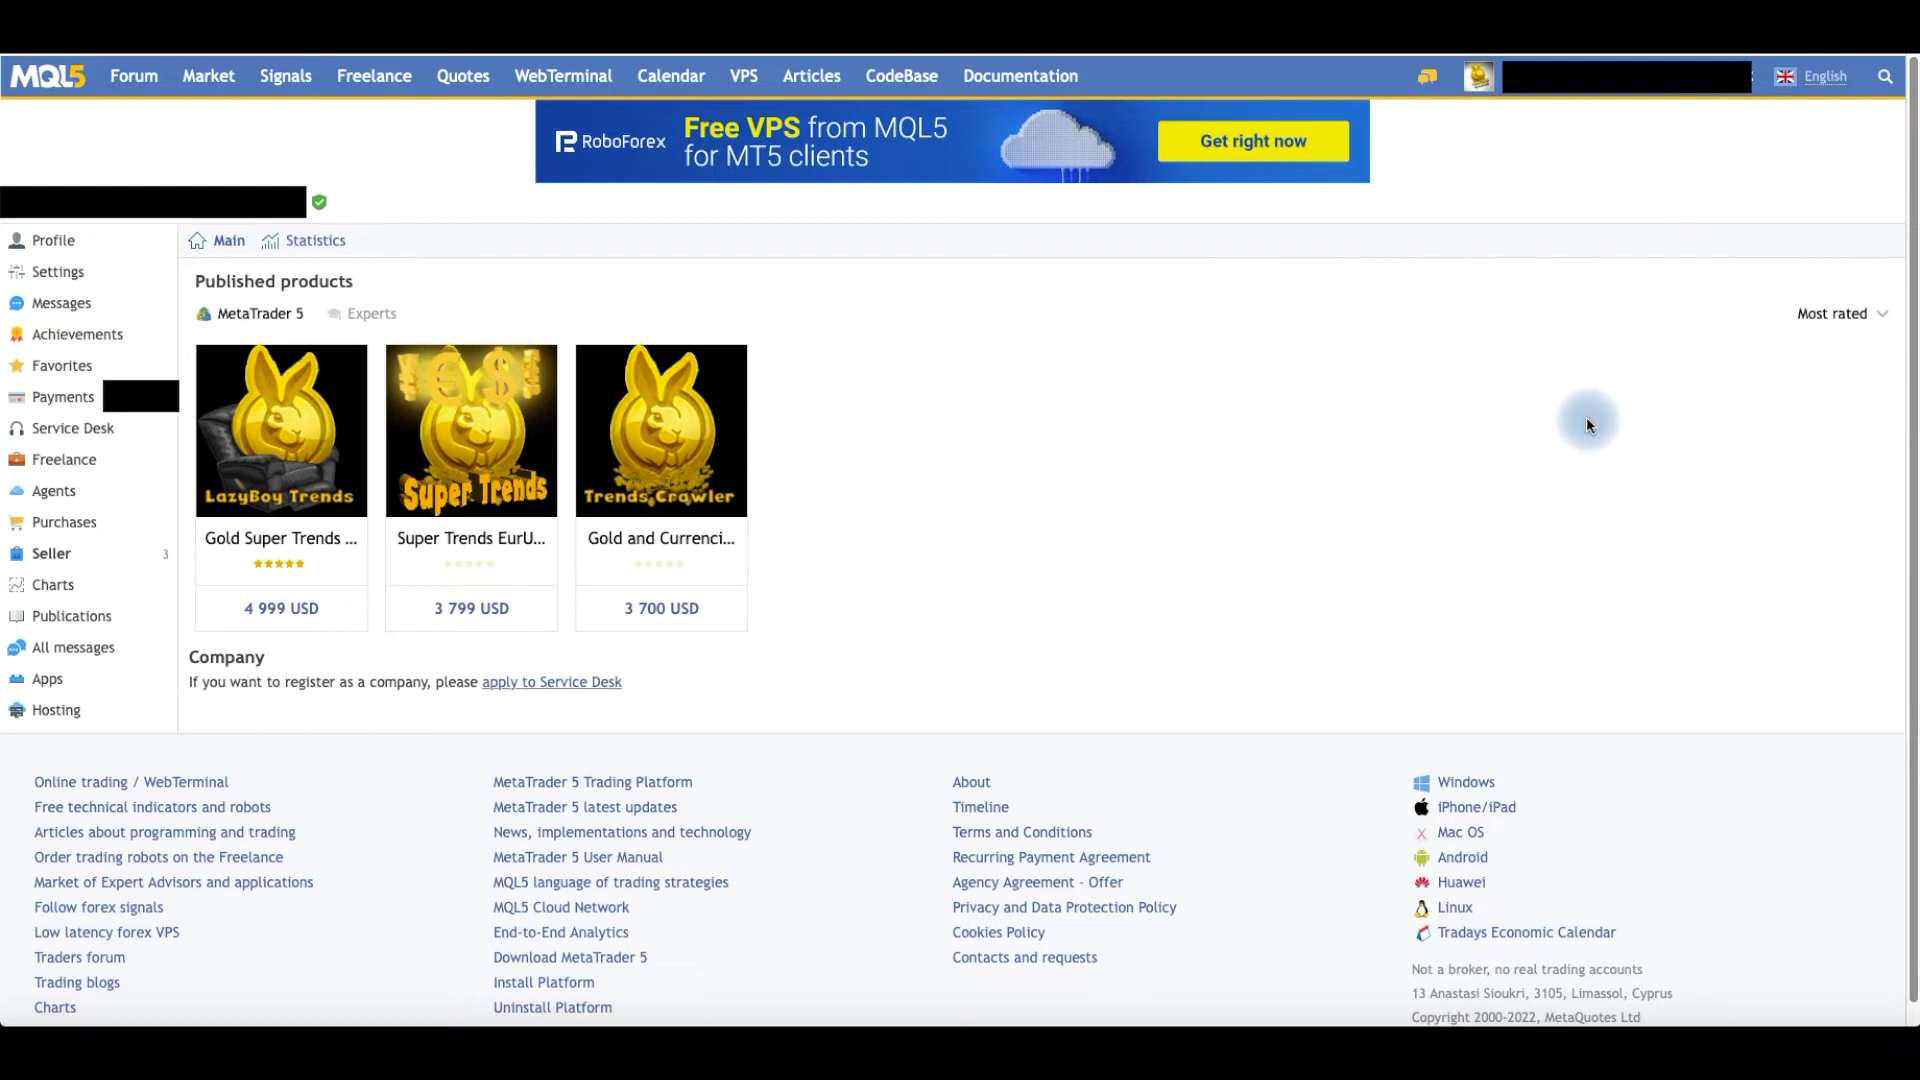 MQL5 Forum Market Signals Freelance Quotes WebTerminal Calendar VPS Articles CodeBase Documentation English
RoboForex Free VPS from MQL5 for MT5 clients Get right now
Main Statistics
Profile
Settings
Messages
Achievements
Favorites
Payments
Service Desk
Freelance
Agents
Purchases
Seller 3
Charts
Publications
All messages
Apps
Hosting
Published products
MetaTrader 5 Experts Most rated
LazyBoy Trends
Super Trends
Trends Crawler
Gold Super Trends ...
Super Trends EurU...
Gold and Currenci...
4 999 USD
3 799 USD
3 700 USD
Company
If you want to register as a company, please apply to Service Desk
Online trading / WebTerminal
Free technical indicators and robots
Articles about programming and trading
Order trading robots on the Freelance
Market of Expert Advisors and applications
Follow forex signals
Low latency forex VPS
Traders forum
Trading blogs
Charts
MetaTrader 5 Trading Platform
MetaTrader 5 latest updates
News, implementations and technology
MetaTrader 5 User Manual
MQL5 language of trading strategies
MQL5 Cloud Network
End-to-End Analytics
Download MetaTrader 5
Install Platform
Uninstall Platform
About
Timeline
Terms and Conditions
Recurring Payment Agreement
Agency Agreement - Offer
Privacy and Data Protection Policy
Cookies Policy
Contacts and requests
Windows
iPhone/iPad
Mac OS
Android
Huawei
Linux
Tradays Economic Calendar
Not a broker, no real trading accounts
13 Anastasi Sioukri, 3105, Limassol, Cyprus
Copyright 2000-2022, MetaQuotes Ltd